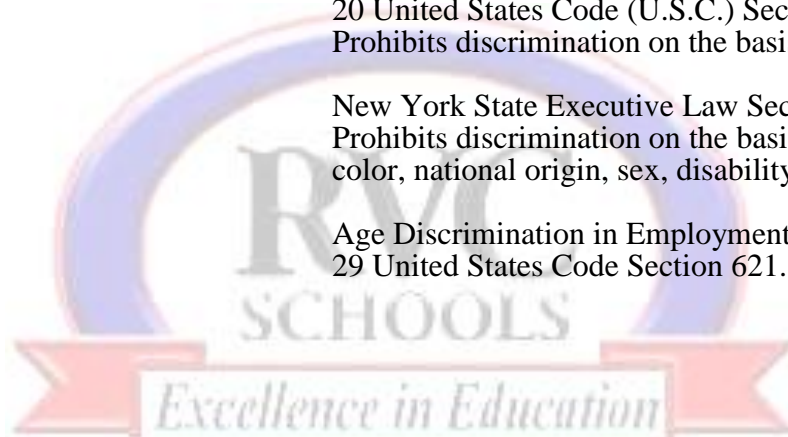 20 United States Code (U.S.C.) Sec
Prohibits discrimination on the basi
New York State Executive Law Sec
Prohibits discrimination on the basi
color, national origin, sex, disability
Age Discrimination in Employment
29 United States Code Section 621.
RVC
SCHOOLS
Excellence in Education